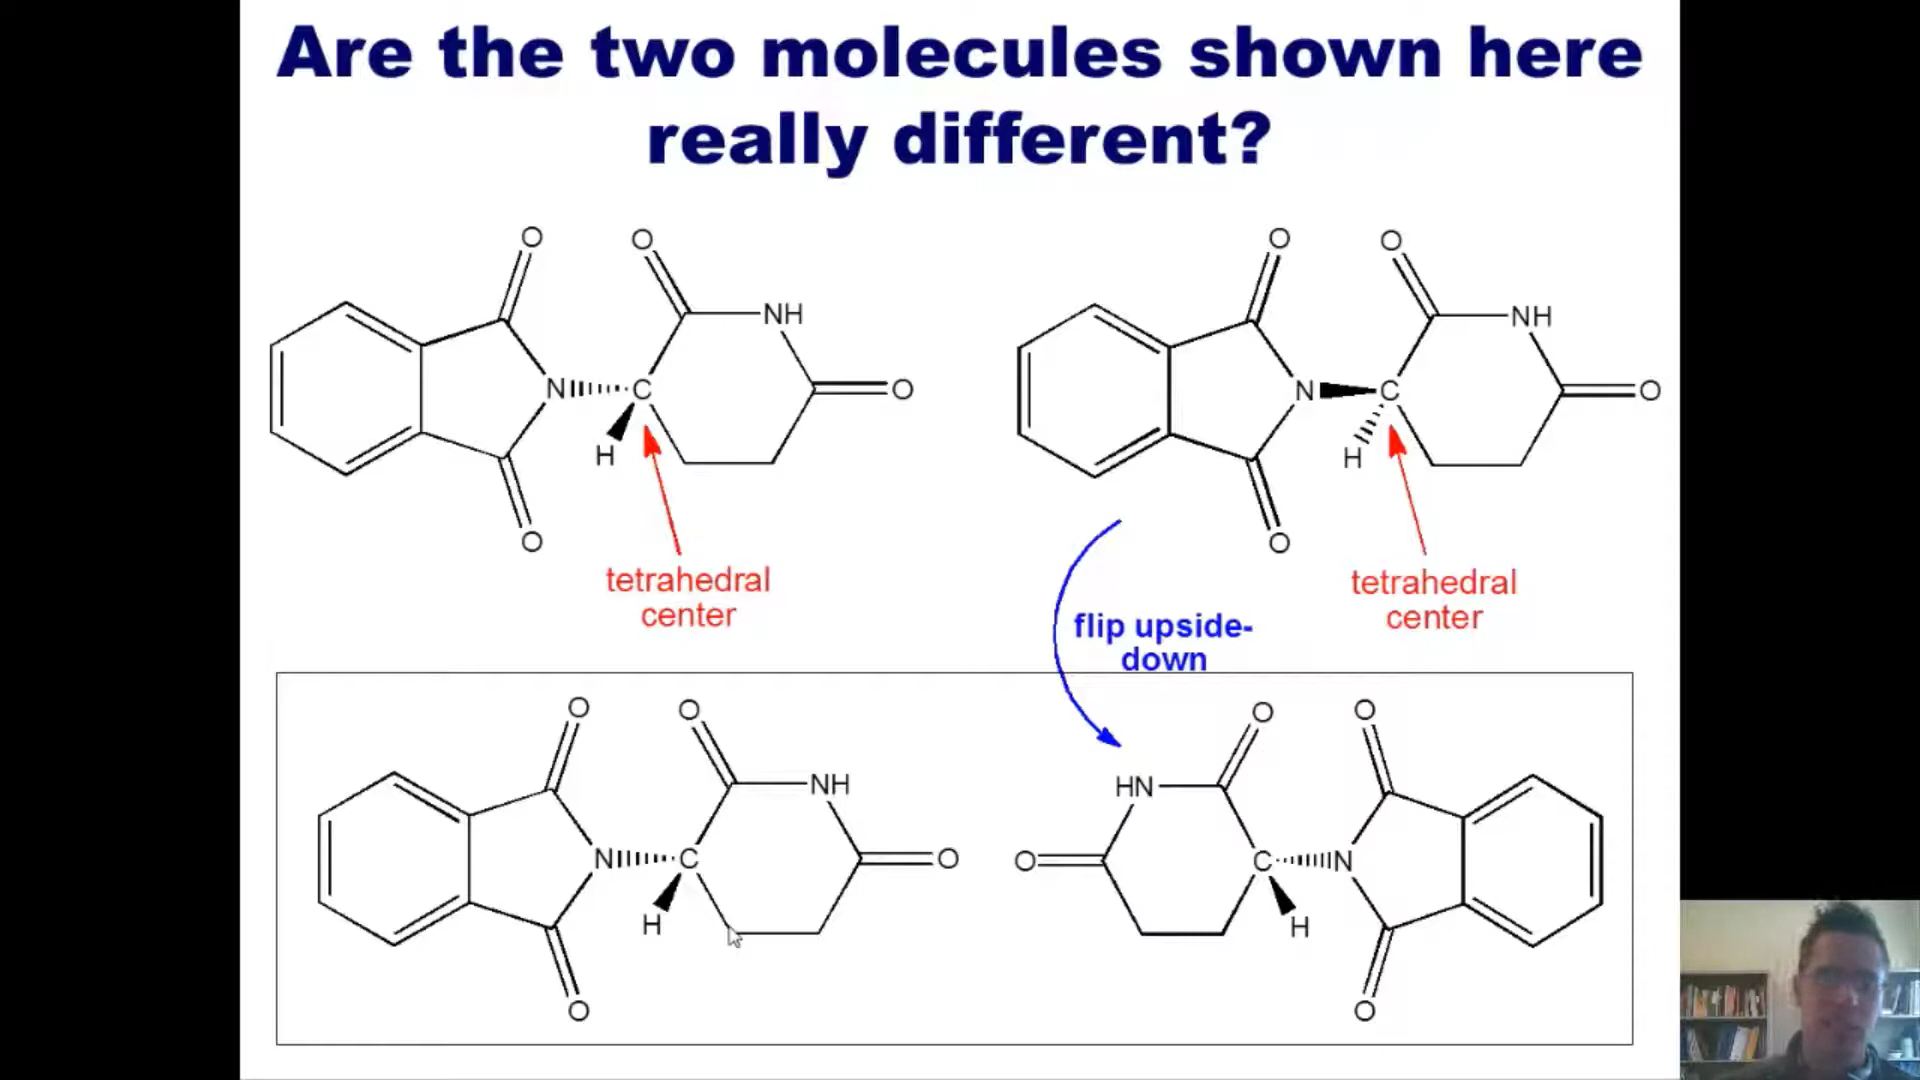 Are the two molecules shown here
really different?
O O O O
NH NH
N C O N C O
H H
O O
tetrahedral
center
tetrahedral
center
flip upside-
down
O O O O
NH HN
N C O O C N
H H
O O